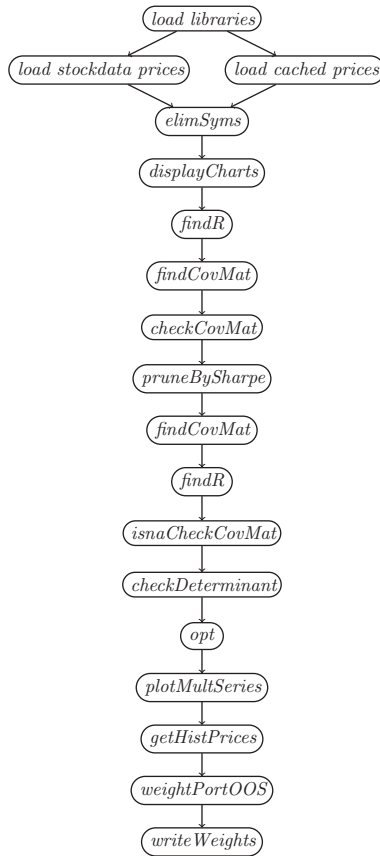 load libraries
load stockdata prices
load cached prices
elimSyms
displayCharts
findR
findCovMat
checkCovMat
pruneBySharpe
findCovMat
findR
isnaCheckCovMat
checkDeterminant
opt
plotMultSeries
getHistPrices
weightPortOOS
writeWeights